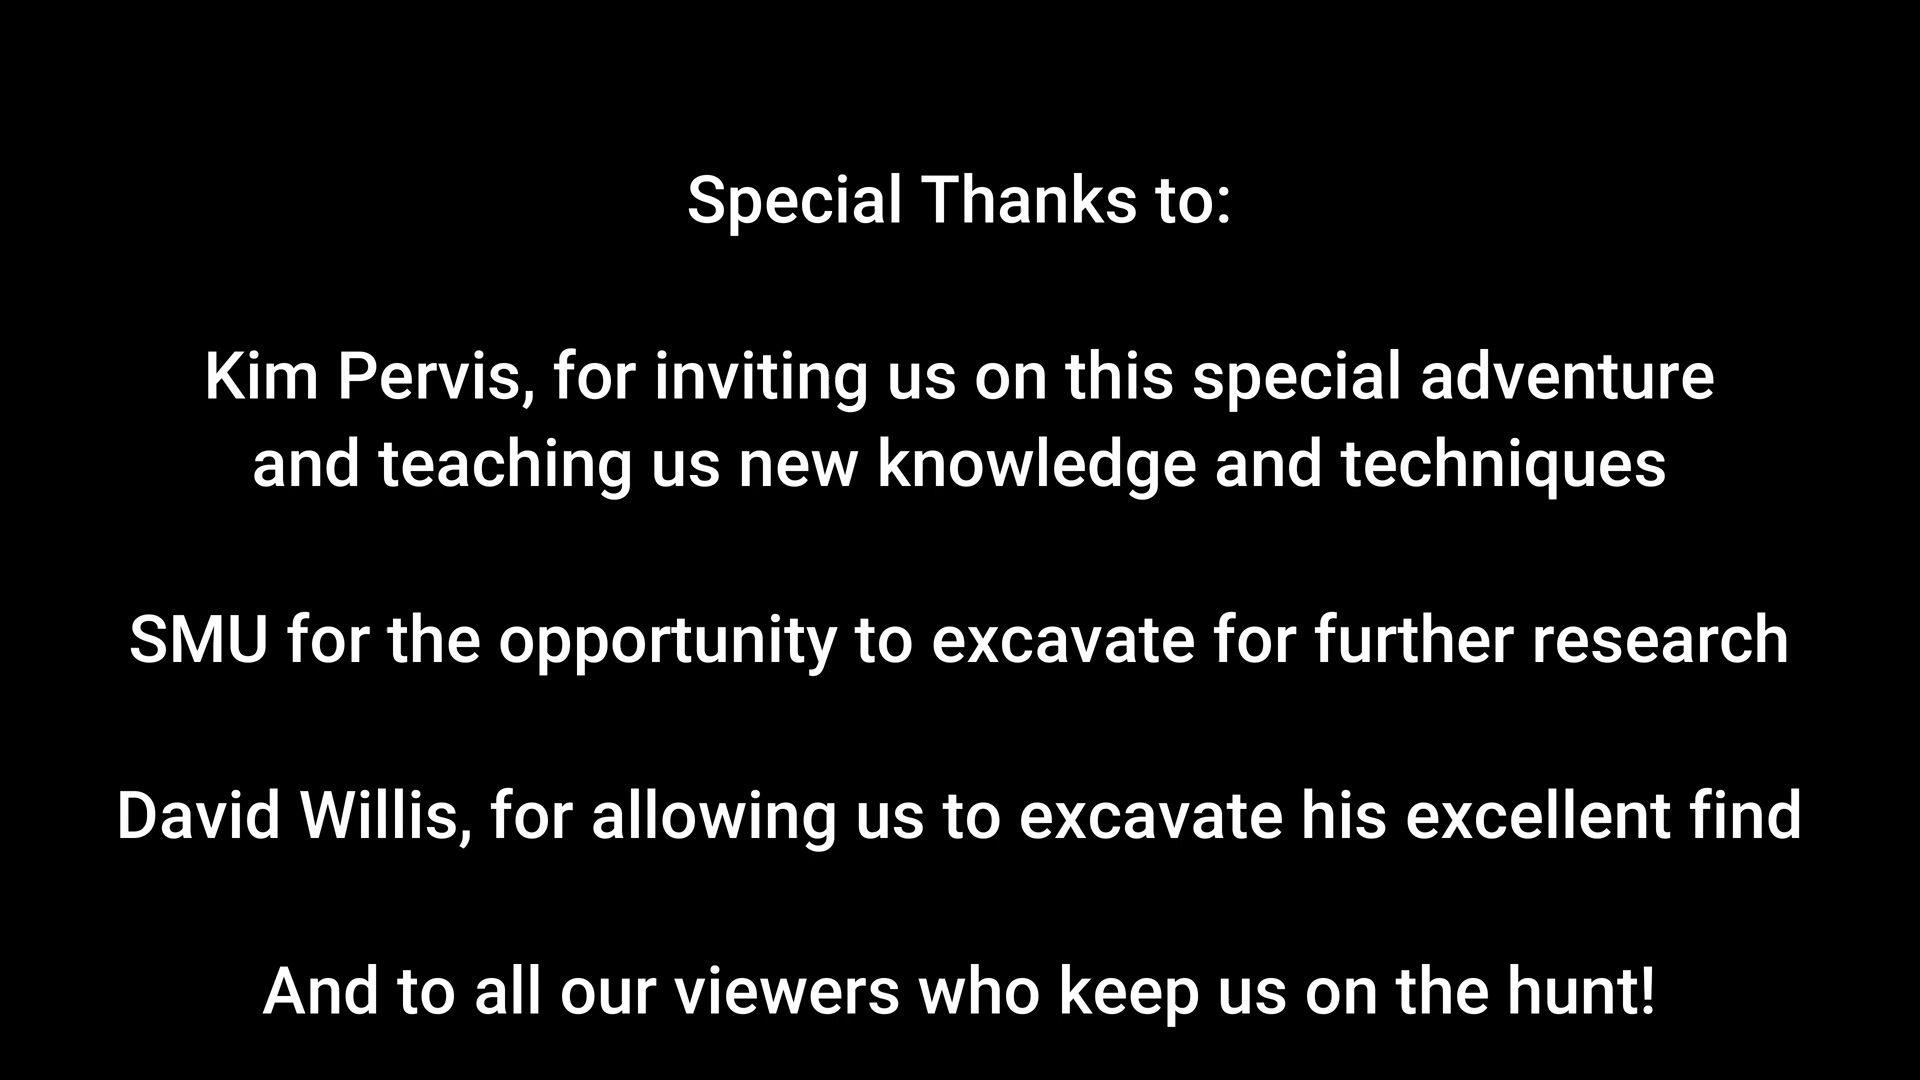 Special Thanks to:
Kim Pervis, for inviting us on this special adventure
and teaching us new knowledge and techniques
SMU for the opportunity to excavate for further research
David Willis, for allowing us to excavate his excellent find
And to all our viewers who keep us on the hunt!